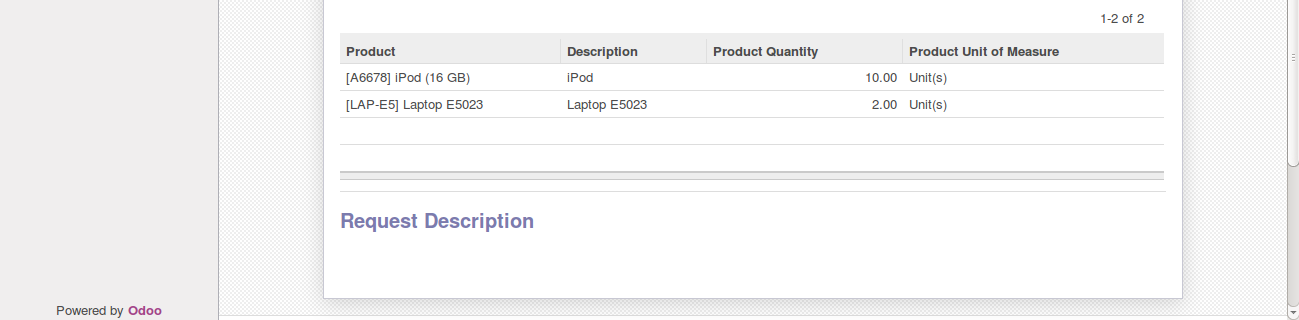 1-2 of 2
Product Description Product Quantity Product Unit of Measure
[A6678] iPod (16 GB) iPod 10.00 Unit(s)
[LAP-E5] Laptop E5023 Laptop E5023 2.00 Unit(s)
Request Description
Powered by Odoo